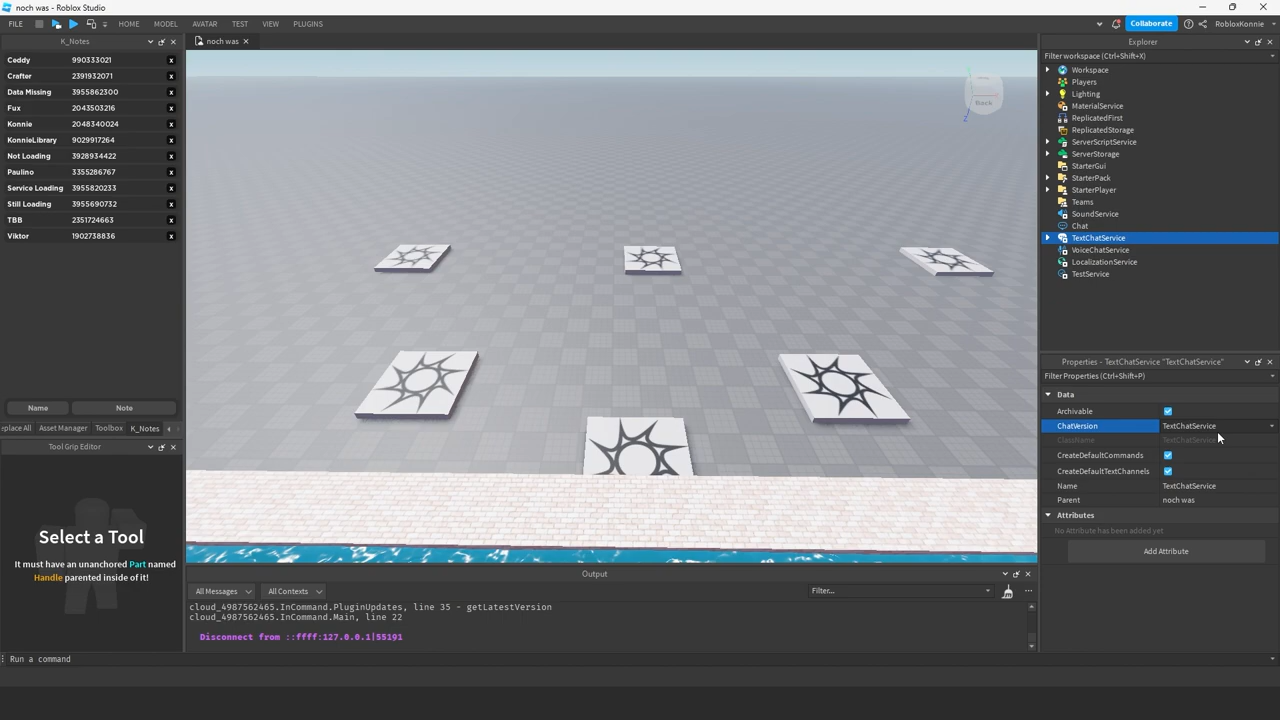 noch was - Roblox Studio
FILE HOME MODEL AVATAR TEST VIEW PLUGINS Collaborate RobloxKonnie
K_Notes
Ceddy 990333021 x
Crafter 2391932071 x
Data Missing 3955862300 x
Fux 2043503216 x
Konnie 2048340024 x
KonnieLibrary 9029917264 x
Not Loading 3928934422 x
Paulino 3355286767 x
Service Loading 3955820233 x
Still Loading 3955690732 x
TBB 2351724663 x
Viktor 1902738836 x
Name Note
eplace All Asset Manager Toolbox K_Notes
Tool Grip Editor
Select a Tool
It must have an unanchored Part named
Handle parented inside of it!
noch was
Back
Z
Output
All Messages All Contexts Filter...
cloud_4987562465.InCommand.PluginUpdates, line 35 - getLatestVersion
cloud_4987562465.InCommand.Main, line 22
Disconnect from ::ffff:127.0.0.1|55191
Explorer
Filter workspace (Ctrl+Shift+X)
Workspace
Players
Lighting
MaterialService
ReplicatedFirst
ReplicatedStorage
ServerScriptService
ServerStorage
StarterGui
StarterPack
StarterPlayer
Teams
SoundService
Chat
TextChatService
VoiceChatService
LocalizationService
TestService
Properties - TextChatService "TextChatService"
Filter Properties (Ctrl+Shift+P)
Data
Archivable
ChatVersion TextChatService
ClassName TextChatService
CreateDefaultCommands
CreateDefaultTextChannels
Name TextChatService
Parent noch was
Attributes
No Attribute has been added yet
Add Attribute
Run a command